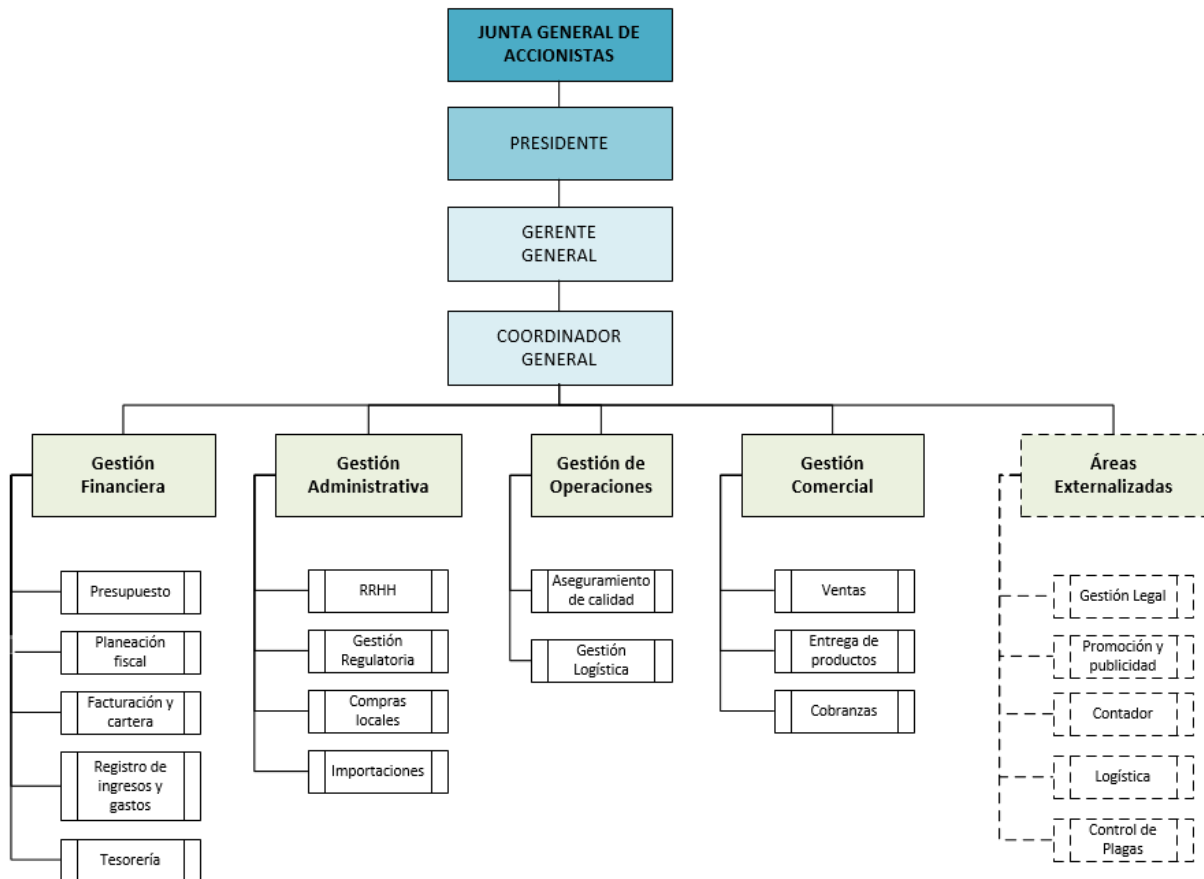 JUNTA GENERAL DE
ACCIONISTAS
PRESIDENTE
GERENTE
GENERAL
COORDINADOR
GENERAL
Gestión
Financiera
Presupuesto
Planeación
fiscal
Facturación y
cartera
Registro de
ingresos y
gastos
Tesorería
Gestión
Administrativa
RRHH
Gestión
Regulatoria
Compras
locales
Importaciones
Gestión de
Operaciones
Aseguramiento
de calidad
Gestión
Logística
Gestión
Comercial
Ventas
Entrega de
productos
Cobranzas
Áreas
Externalizadas
Gestión Legal
Promoción y
publicidad
Contador
Logística
Control de
Plagas